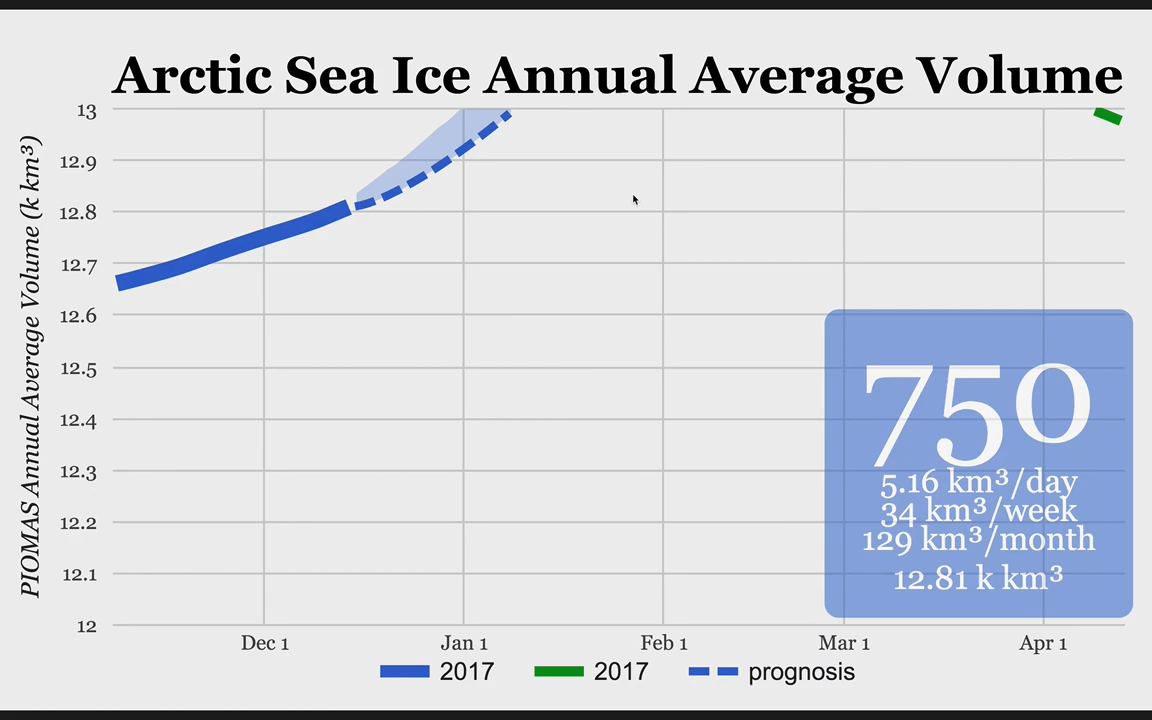 Arctic Sea Ice Annual Average Volume
PIOMAS Annual Average Volume (k km³)
13
12.9
12.8
12.7
12.6
12.5
12.4
12.3
12.2
12.1
12
750
5.16 km³/day
34 km³/week
129 km³/month
12.81 k km³
Dec 1 Jan 1 Feb 1 Mar 1 Apr 1
2017 2017 prognosis